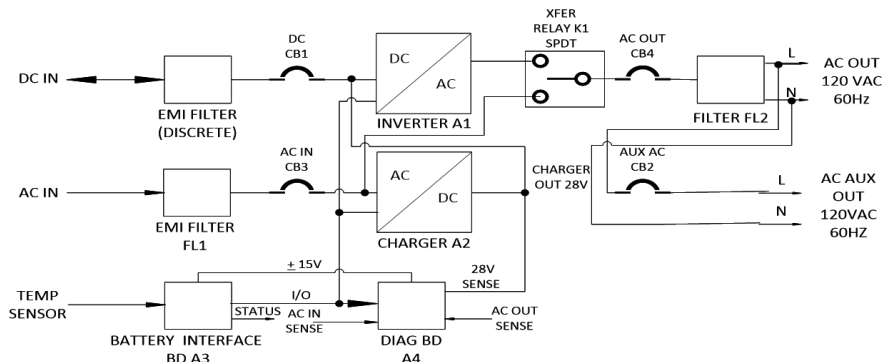 XFER
RELAY K1
SPDT
DC
CB1
AC OUT
CB4
L
DC IN
DC
AC
N
AC OUT
120 VAC
60Hz
EMI FILTER
(DISCRETE)
INVERTER A1
FILTER FL2
AC IN
CB3
CHARGER
OUT 28V
AUX AC
CB2
AC IN
AC
DC
L
N
AC AUX
OUT
120VAC
60HZ
EMI FILTER
FL1
CHARGER A2
+ 15V
28V
SENSE
TEMP
SENSOR
I/O
STATUS
AC IN
SENSE
AC OUT
SENSE
BATTERY INTERFACE
BD A3
DIAG BD
A4